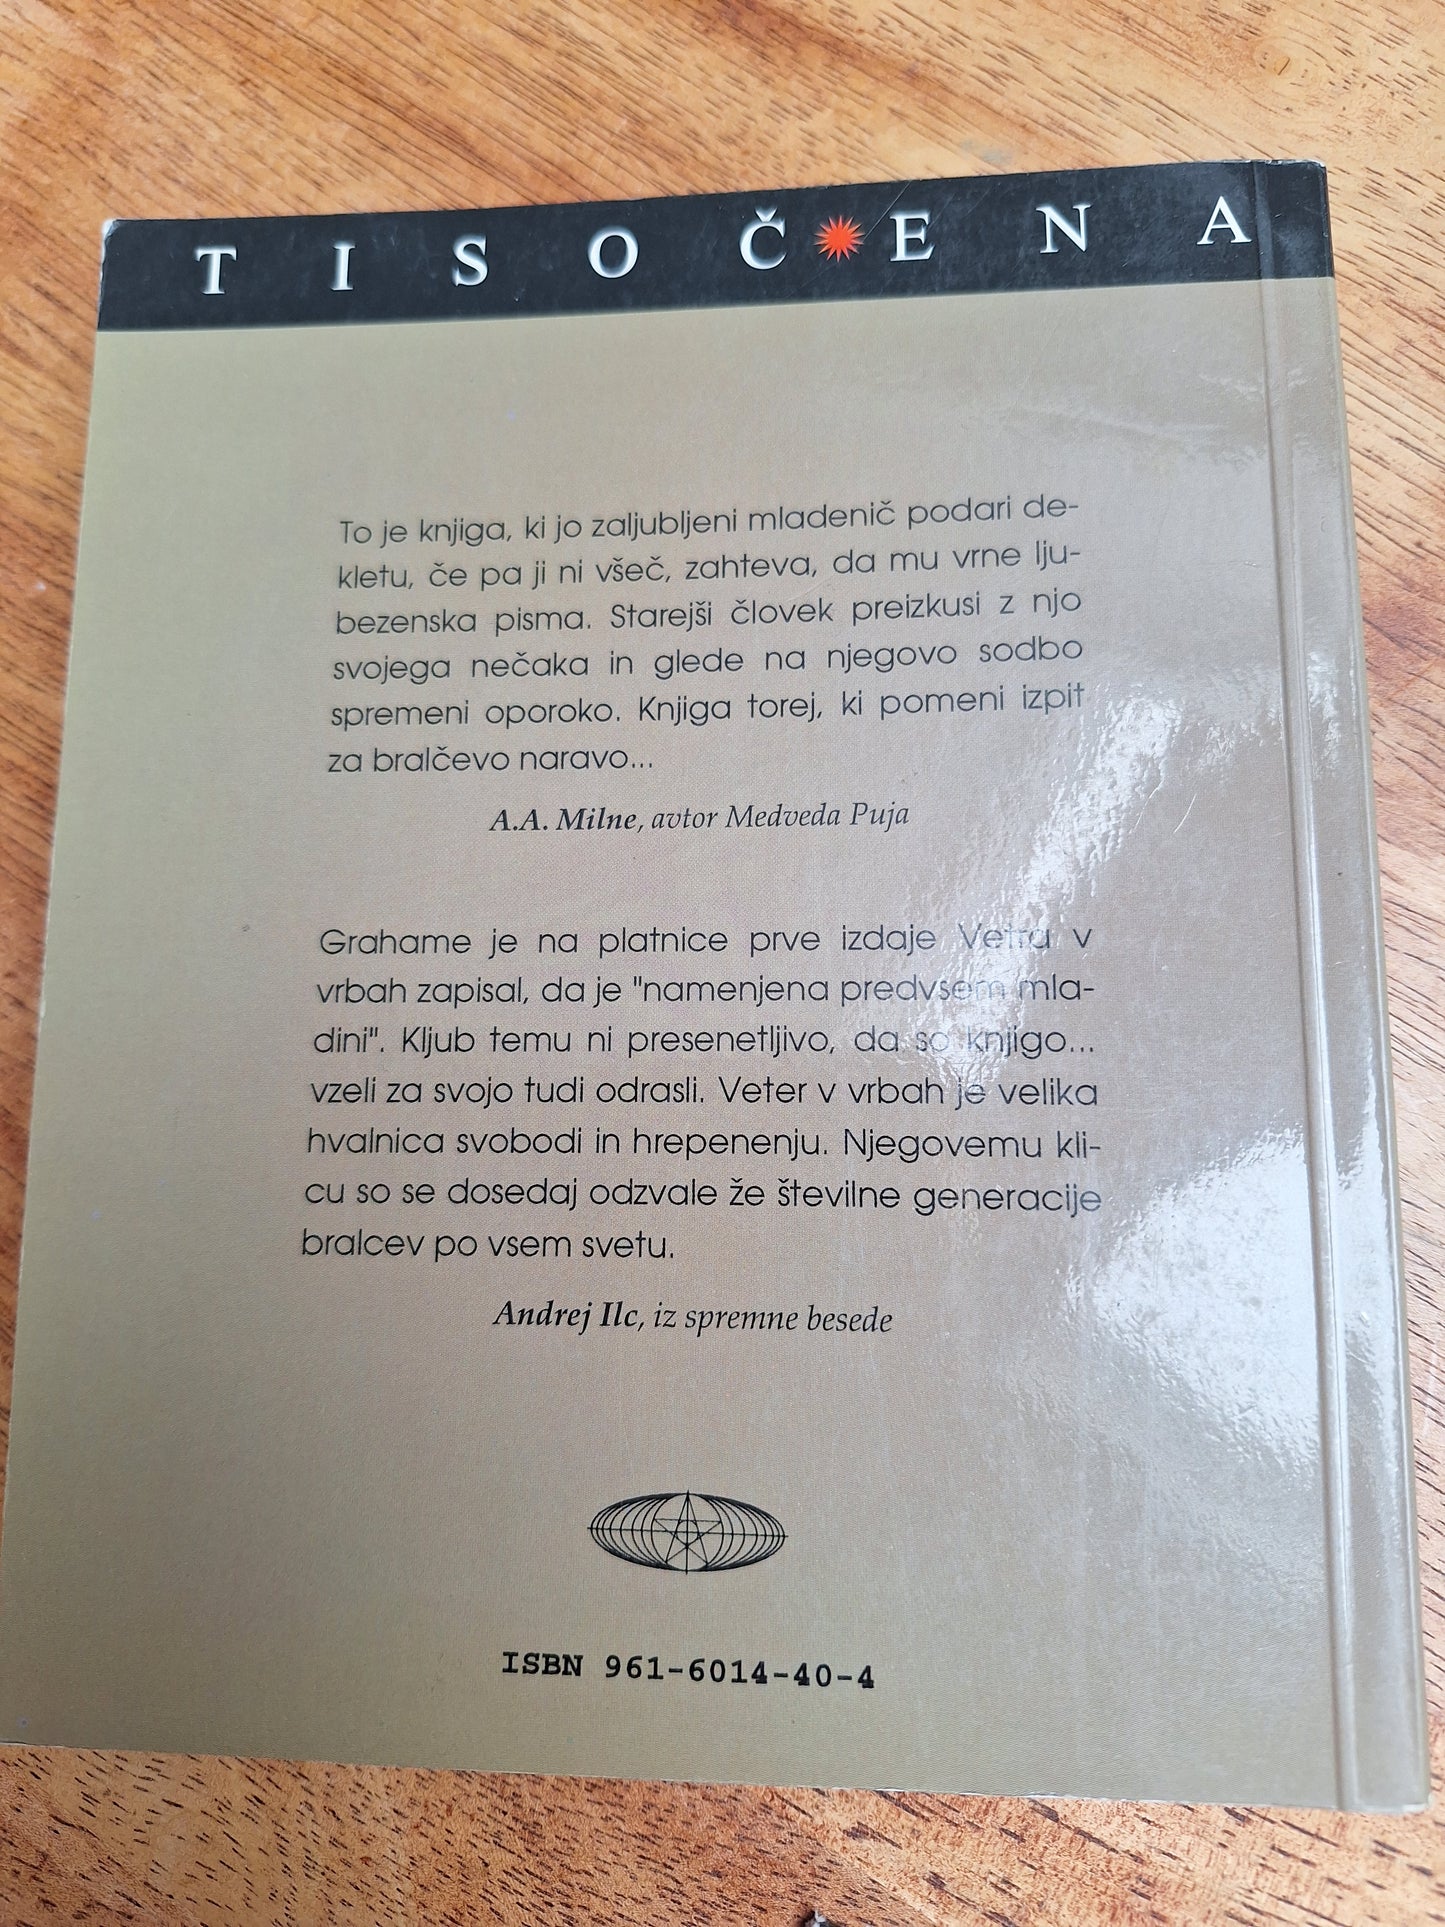 TISOČENA
To je knjiga, ki jo zaljubljeni mladenič podari de-
kletu, če pa ji ni všeč, zahteva, da mu vrne lju-
bezenska pisma. Starejši človek preizkusi z njo
svojega nečaka in glede na njegovo sodbo
spremeni oporoko. Knjiga torej, ki pomeni izpit
za bralčevo naravo...
A.A. Milne, avtor Medveda Puja
Grahame je na platnice prve izdaje Vetra v
vrbah zapisal, da je "namenjena predvsem mla-
dini". Kljub temu ni presenetljivo, da so knjigo...
vzeli za svojo tudi odrasli. Veter v vrbah je velika
hvalnica svobodi in hrepenenju. Njegovemu kli-
cu so se dosedaj odzvale že številne generacije
bralcev po vsem svetu.
Andrej Ilc, iz spremne besede
ISBN 961-6014-40-4